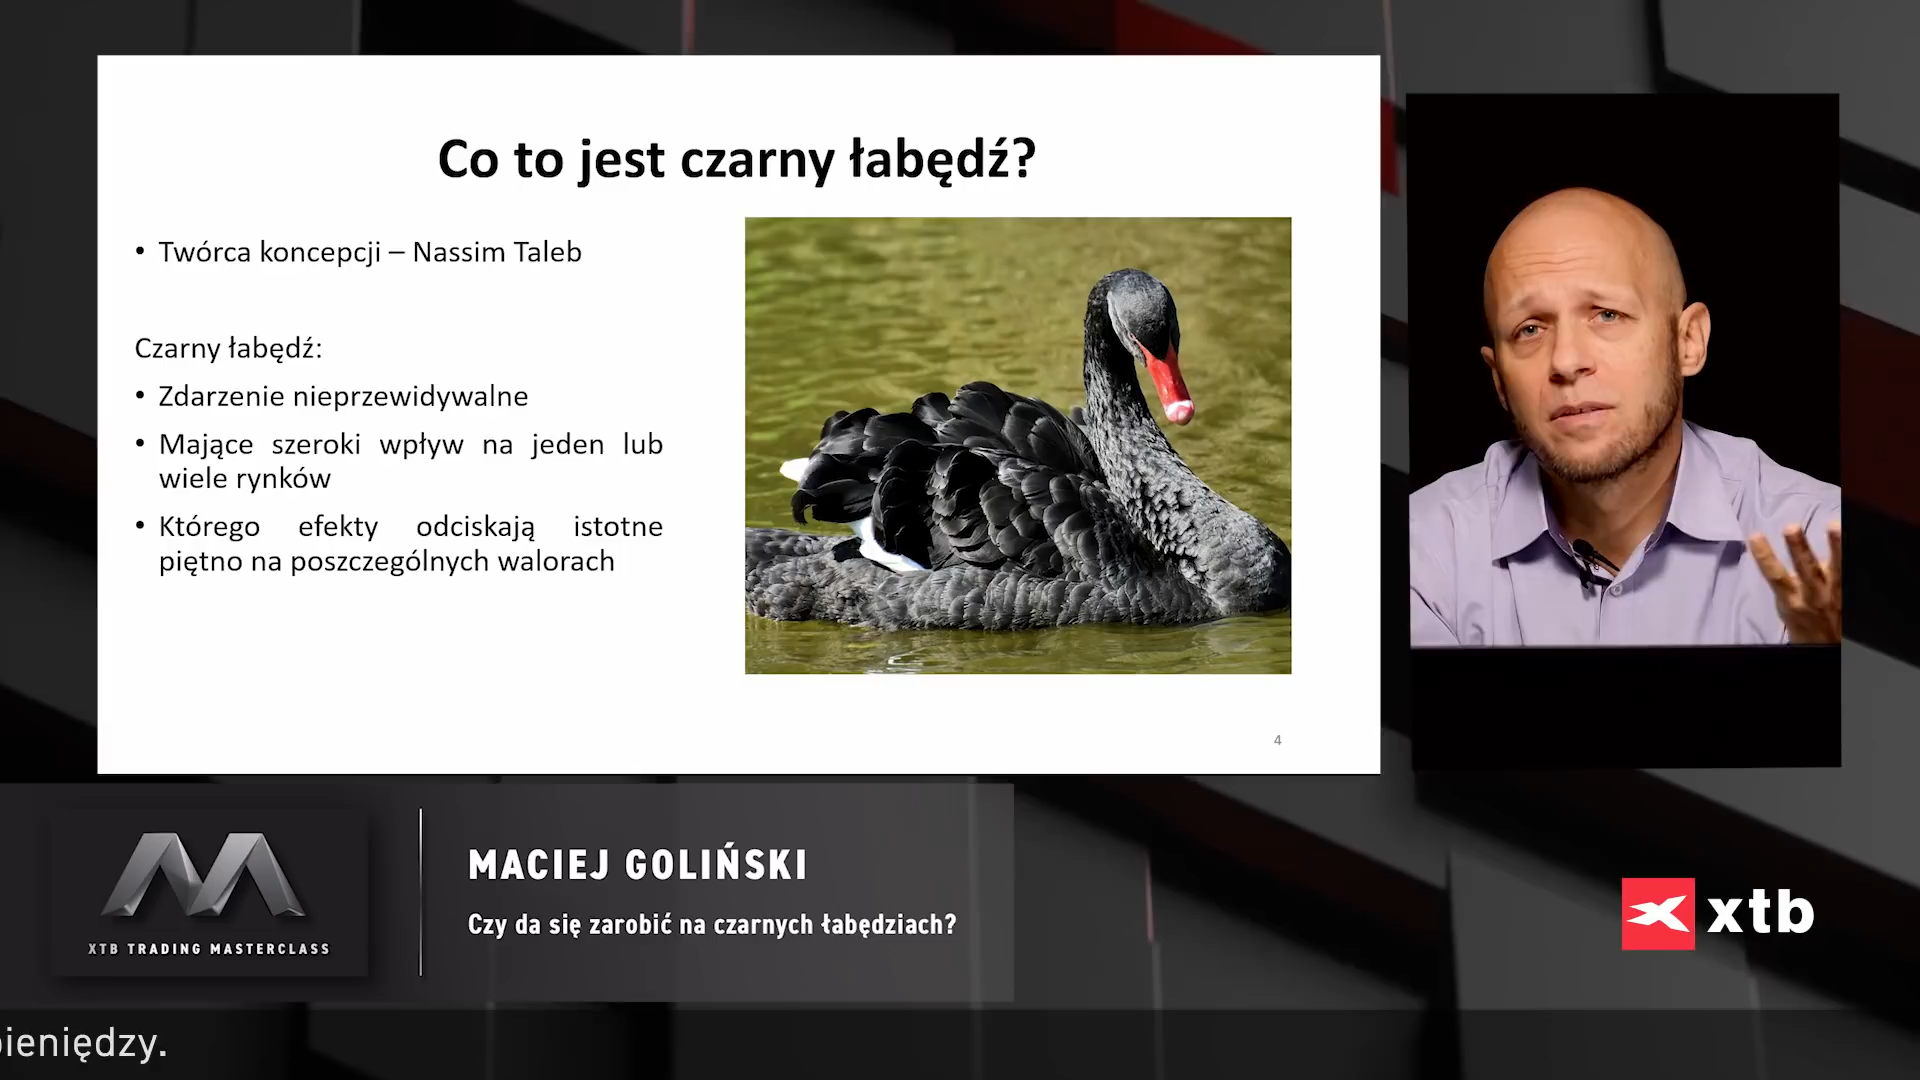 Co to jest czarny łabędź?
• Twórca koncepcji – Nassim Taleb
Czarny łabędź:
• Zdarzenie nieprzewidywalne
• Mające szeroki wpływ na jeden lub
wiele rynków
• Którego efekty odciskają istotne
piętno na poszczególnych walorach
4
MACIEJ GOLIŃSKI
Czy da się zarobić na czarnych łabędziach?
XTB TRADING MASTERCLASS
xtb